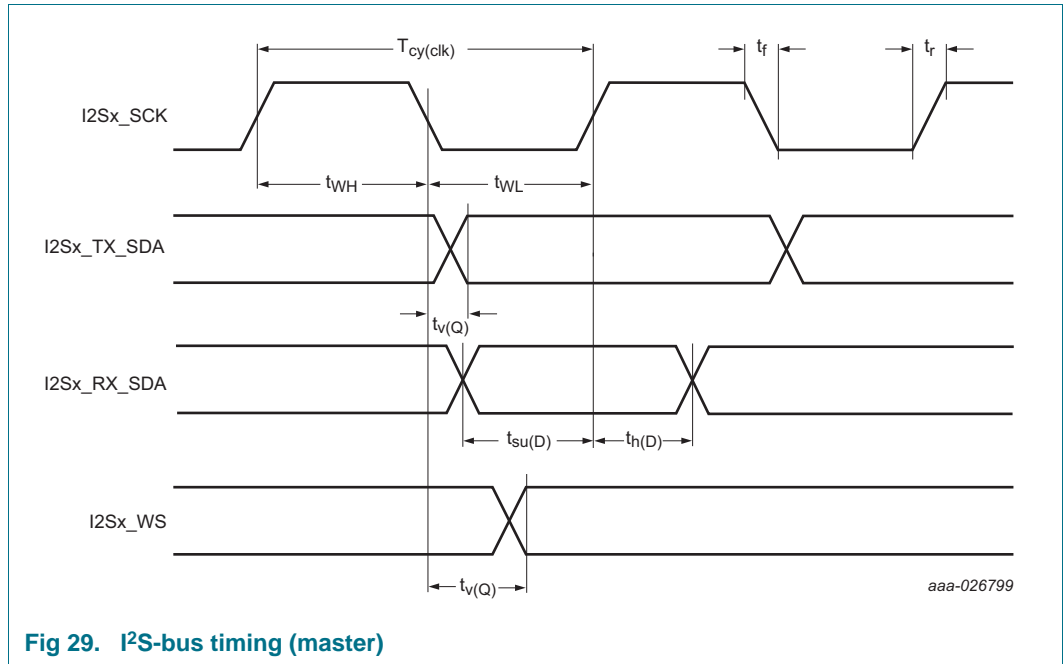 Tcy(clk)
tf
tr
I2Sx_SCK
tWH
tWL
I2Sx_TX_SDA
tv(Q)
I2Sx_RX_SDA
tsu(D)
th(D)
I2Sx_WS
tv(Q)
aaa-026799
Fig 29. I²S-bus timing (master)